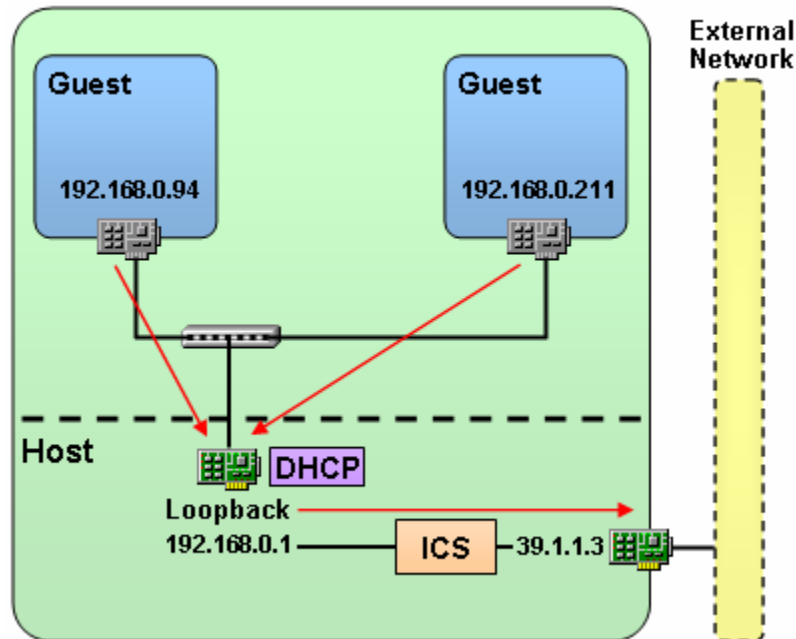 External
Network
Guest
Guest
192.168.0.94
192.168.0.211
Host
DHCP
Loopback
192.168.0.1
ICS
39.1.1.3